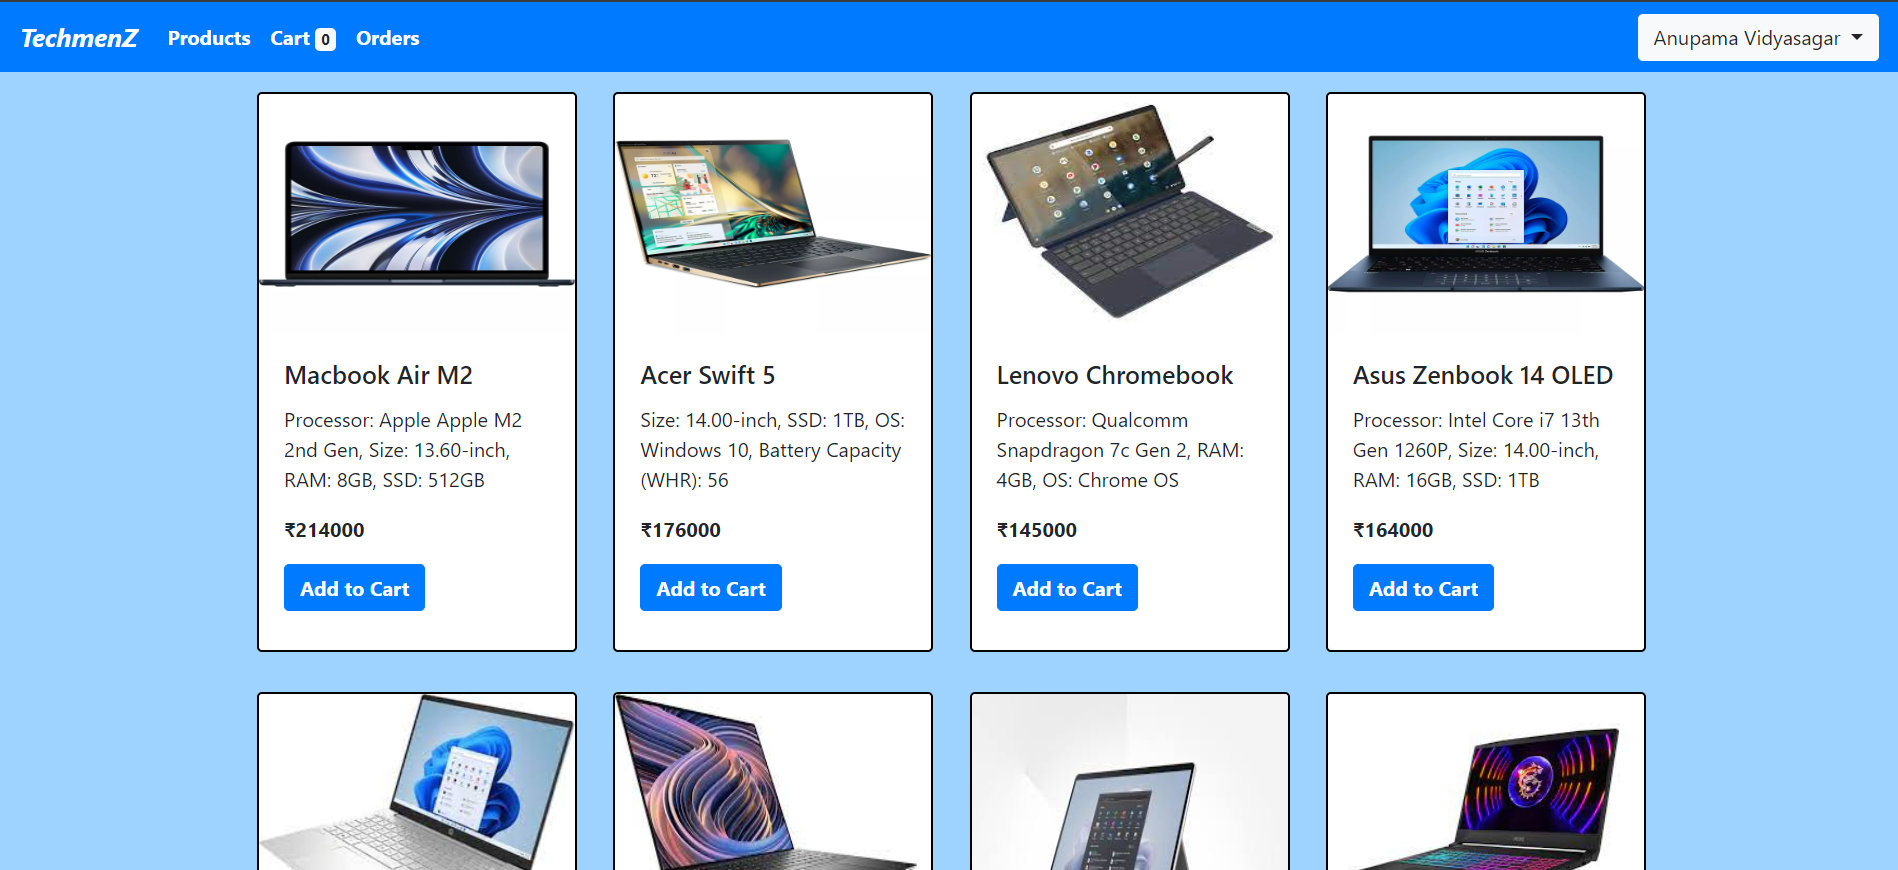 TechmenZ Products Cart 0 Orders Anupama Vidyasagar
Macbook Air M2
Processor: Apple Apple M2
2nd Gen, Size: 13.60-inch,
RAM: 8GB, SSD: 512GB
₹214000
Add to Cart
Acer Swift 5
Size: 14.00-inch, SSD: 1TB, OS:
Windows 10, Battery Capacity
(WHR): 56
₹176000
Add to Cart
Lenovo Chromebook
Processor: Qualcomm
Snapdragon 7c Gen 2, RAM:
4GB, OS: Chrome OS
₹145000
Add to Cart
Asus Zenbook 14 OLED
Processor: Intel Core i7 13th
Gen 1260P, Size: 14.00-inch,
RAM: 16GB, SSD: 1TB
₹164000
Add to Cart